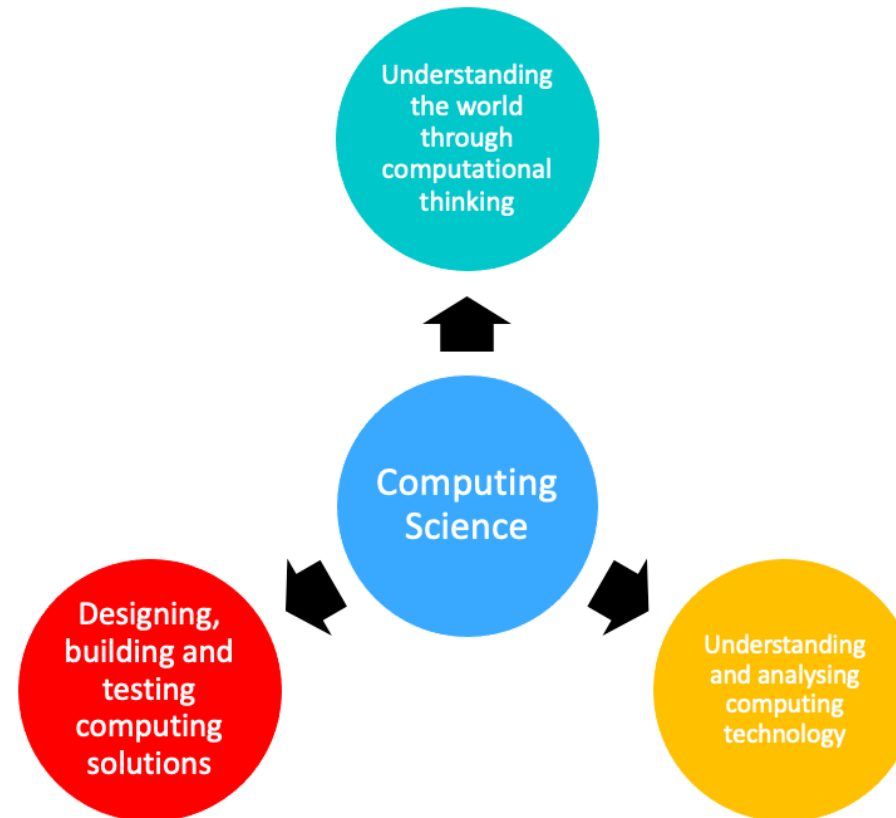 Understanding
the world
through
computational
thinking
Computing
Science
Designing,
building and
testing
computing
solutions
Understanding
and analysing
computing
technology